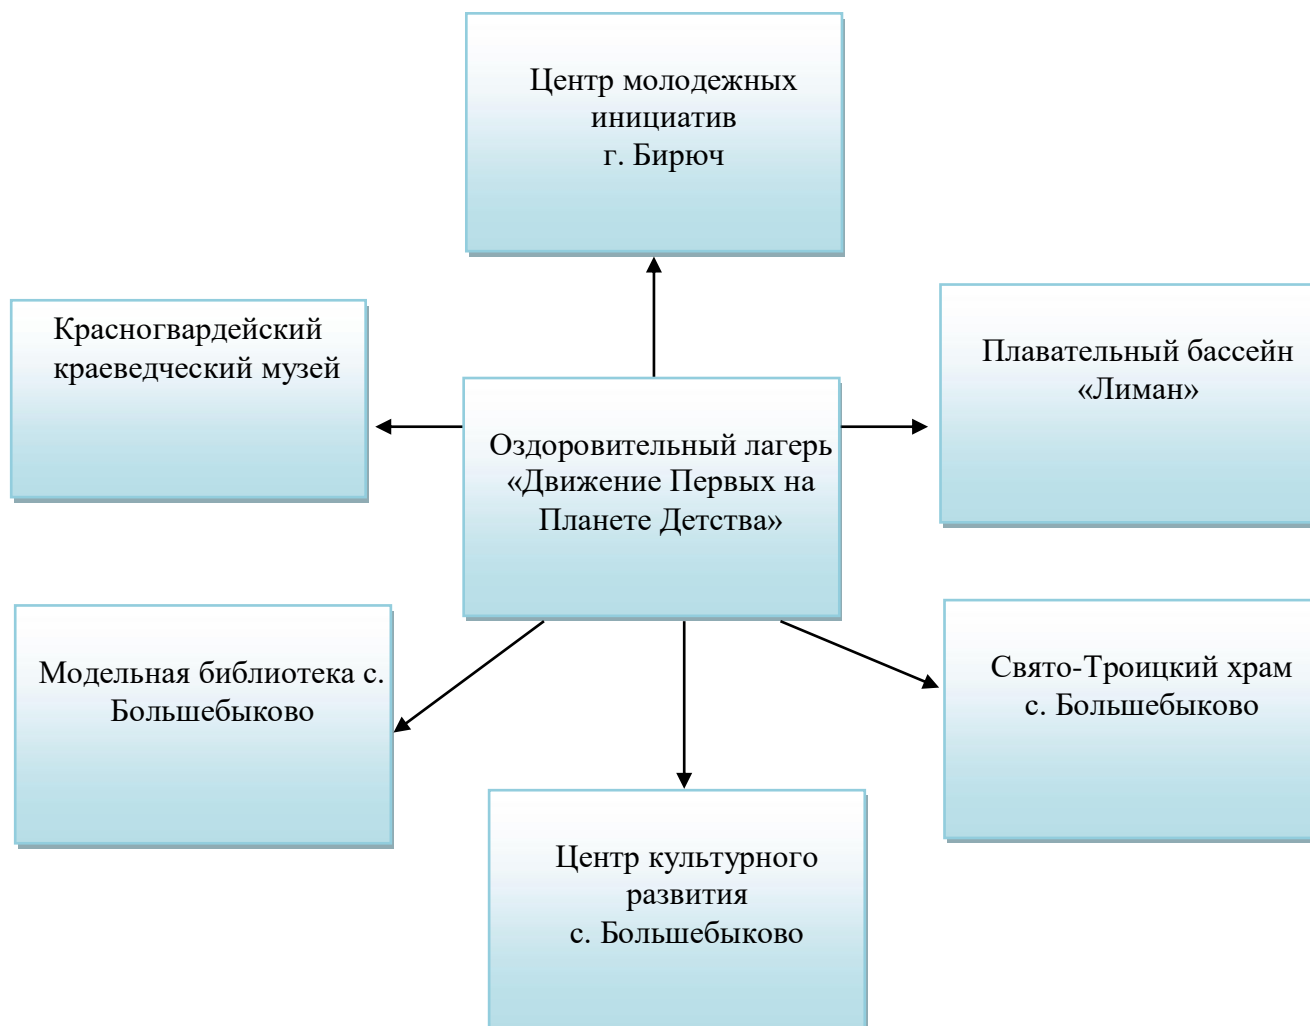 Центр молодежных
инициатив
г. Бирюч
Красногвардейский
краеведческий музей
Плавательный бассейн
«Лиман»
Оздоровительный лагерь
«Движение Первых на
Планете Детства»
Модельная библиотека с.
Большебыково
Свято-Троицкий храм
с. Большебыково
Центр культурного
развития
с. Большебыково